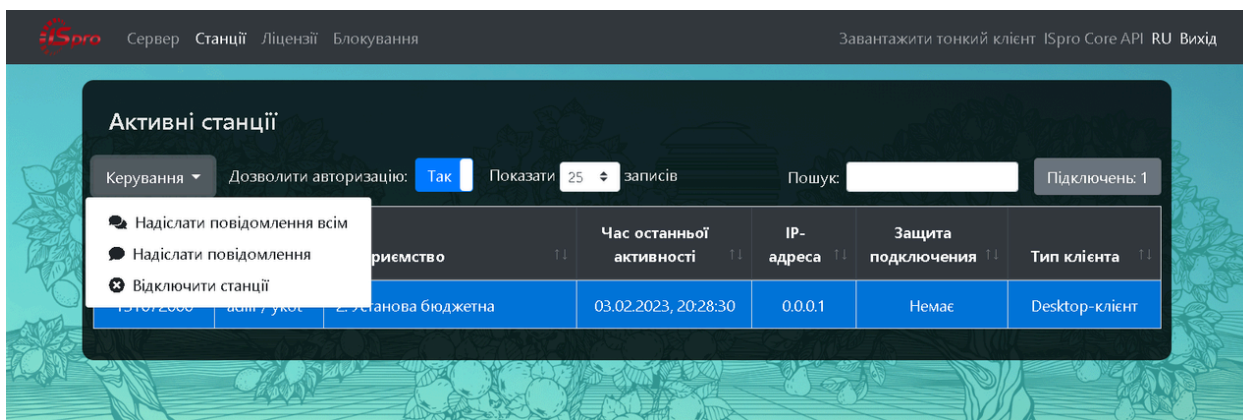 iSpro Сервер Станції Ліцензії Блокування Завантажити тонкий клієнт ISpro Core API RU Вихід
Активні станції
Керування Дозволити авторизацію: Так Показати 25 записів Пошук: Підключень: 1
Надіслати повідомлення всім
Надіслати повідомлення
Відключити станції
Час останньої активності
IP-адреса
Защита подключения
Тип клієнта
Установа бюджетна 03.02.2023, 20:28:30 0.0.0.1 Немає Desktop-клієнт